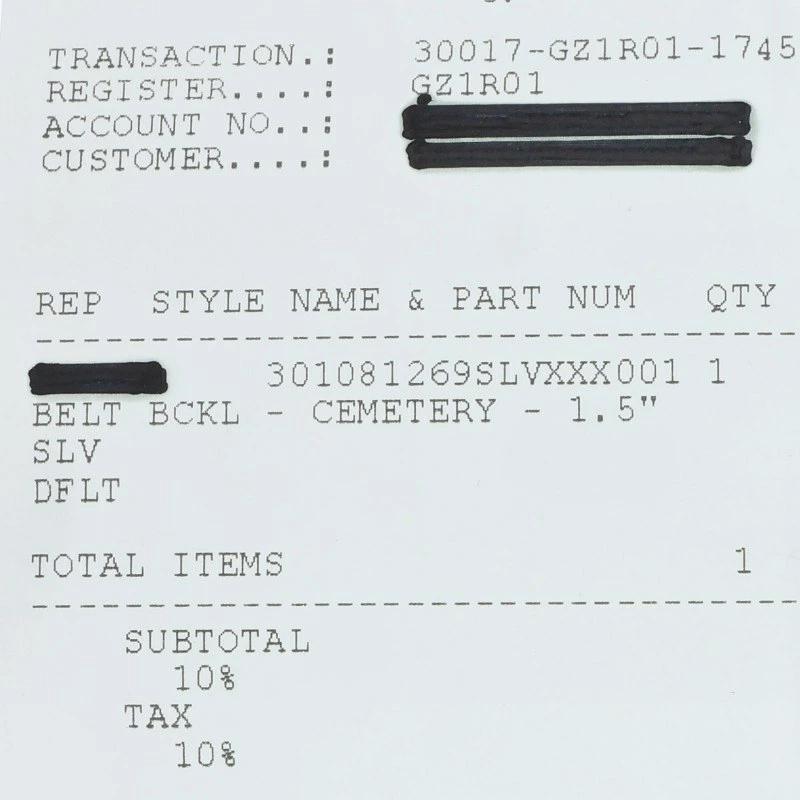 TRANSACTION.: 30017-GZ1R01-1745
REGISTER....: GZ1R01
ACCOUNT NO..:
CUSTOMER....:
REP STYLE NAME & PART NUM QTY
301081269SLVXXX001 1
BELT BCKL - CEMETERY - 1.5"
SLV
DFLT
TOTAL ITEMS 1
SUBTOTAL
10%
TAX
10%